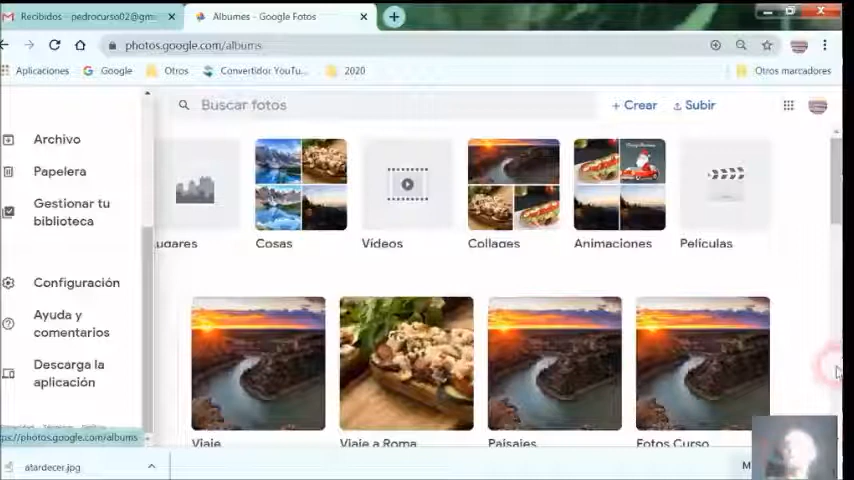 Recibidos - pedrocurso02@gm
Albumes - Google Fotos
photos.google.com/albums
Aplicaciones
Google
Otros
Convertidor YouTu...
2020
Otros marcadores
Buscar fotos
+ Crear
Subir
Archivo
Papelera
Gestionar tu
biblioteca
Configuración
Ayuda y
comentarios
Descarga la
aplicación
ugares
Cosas
Vídeos
Collages
Animaciones
Películas
Viaje
Viaje a Roma
Paisajes
Fotos Curso
ps://photos.google.com/albums
atardecer.jpg
M